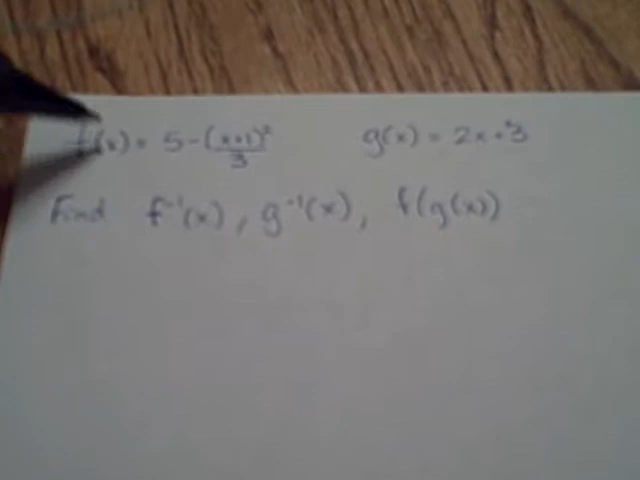 f(x) = 5 - (x+1)²/3 g(x) = 2x+3
Find f⁻¹(x), g⁻¹(x), f(g(x))